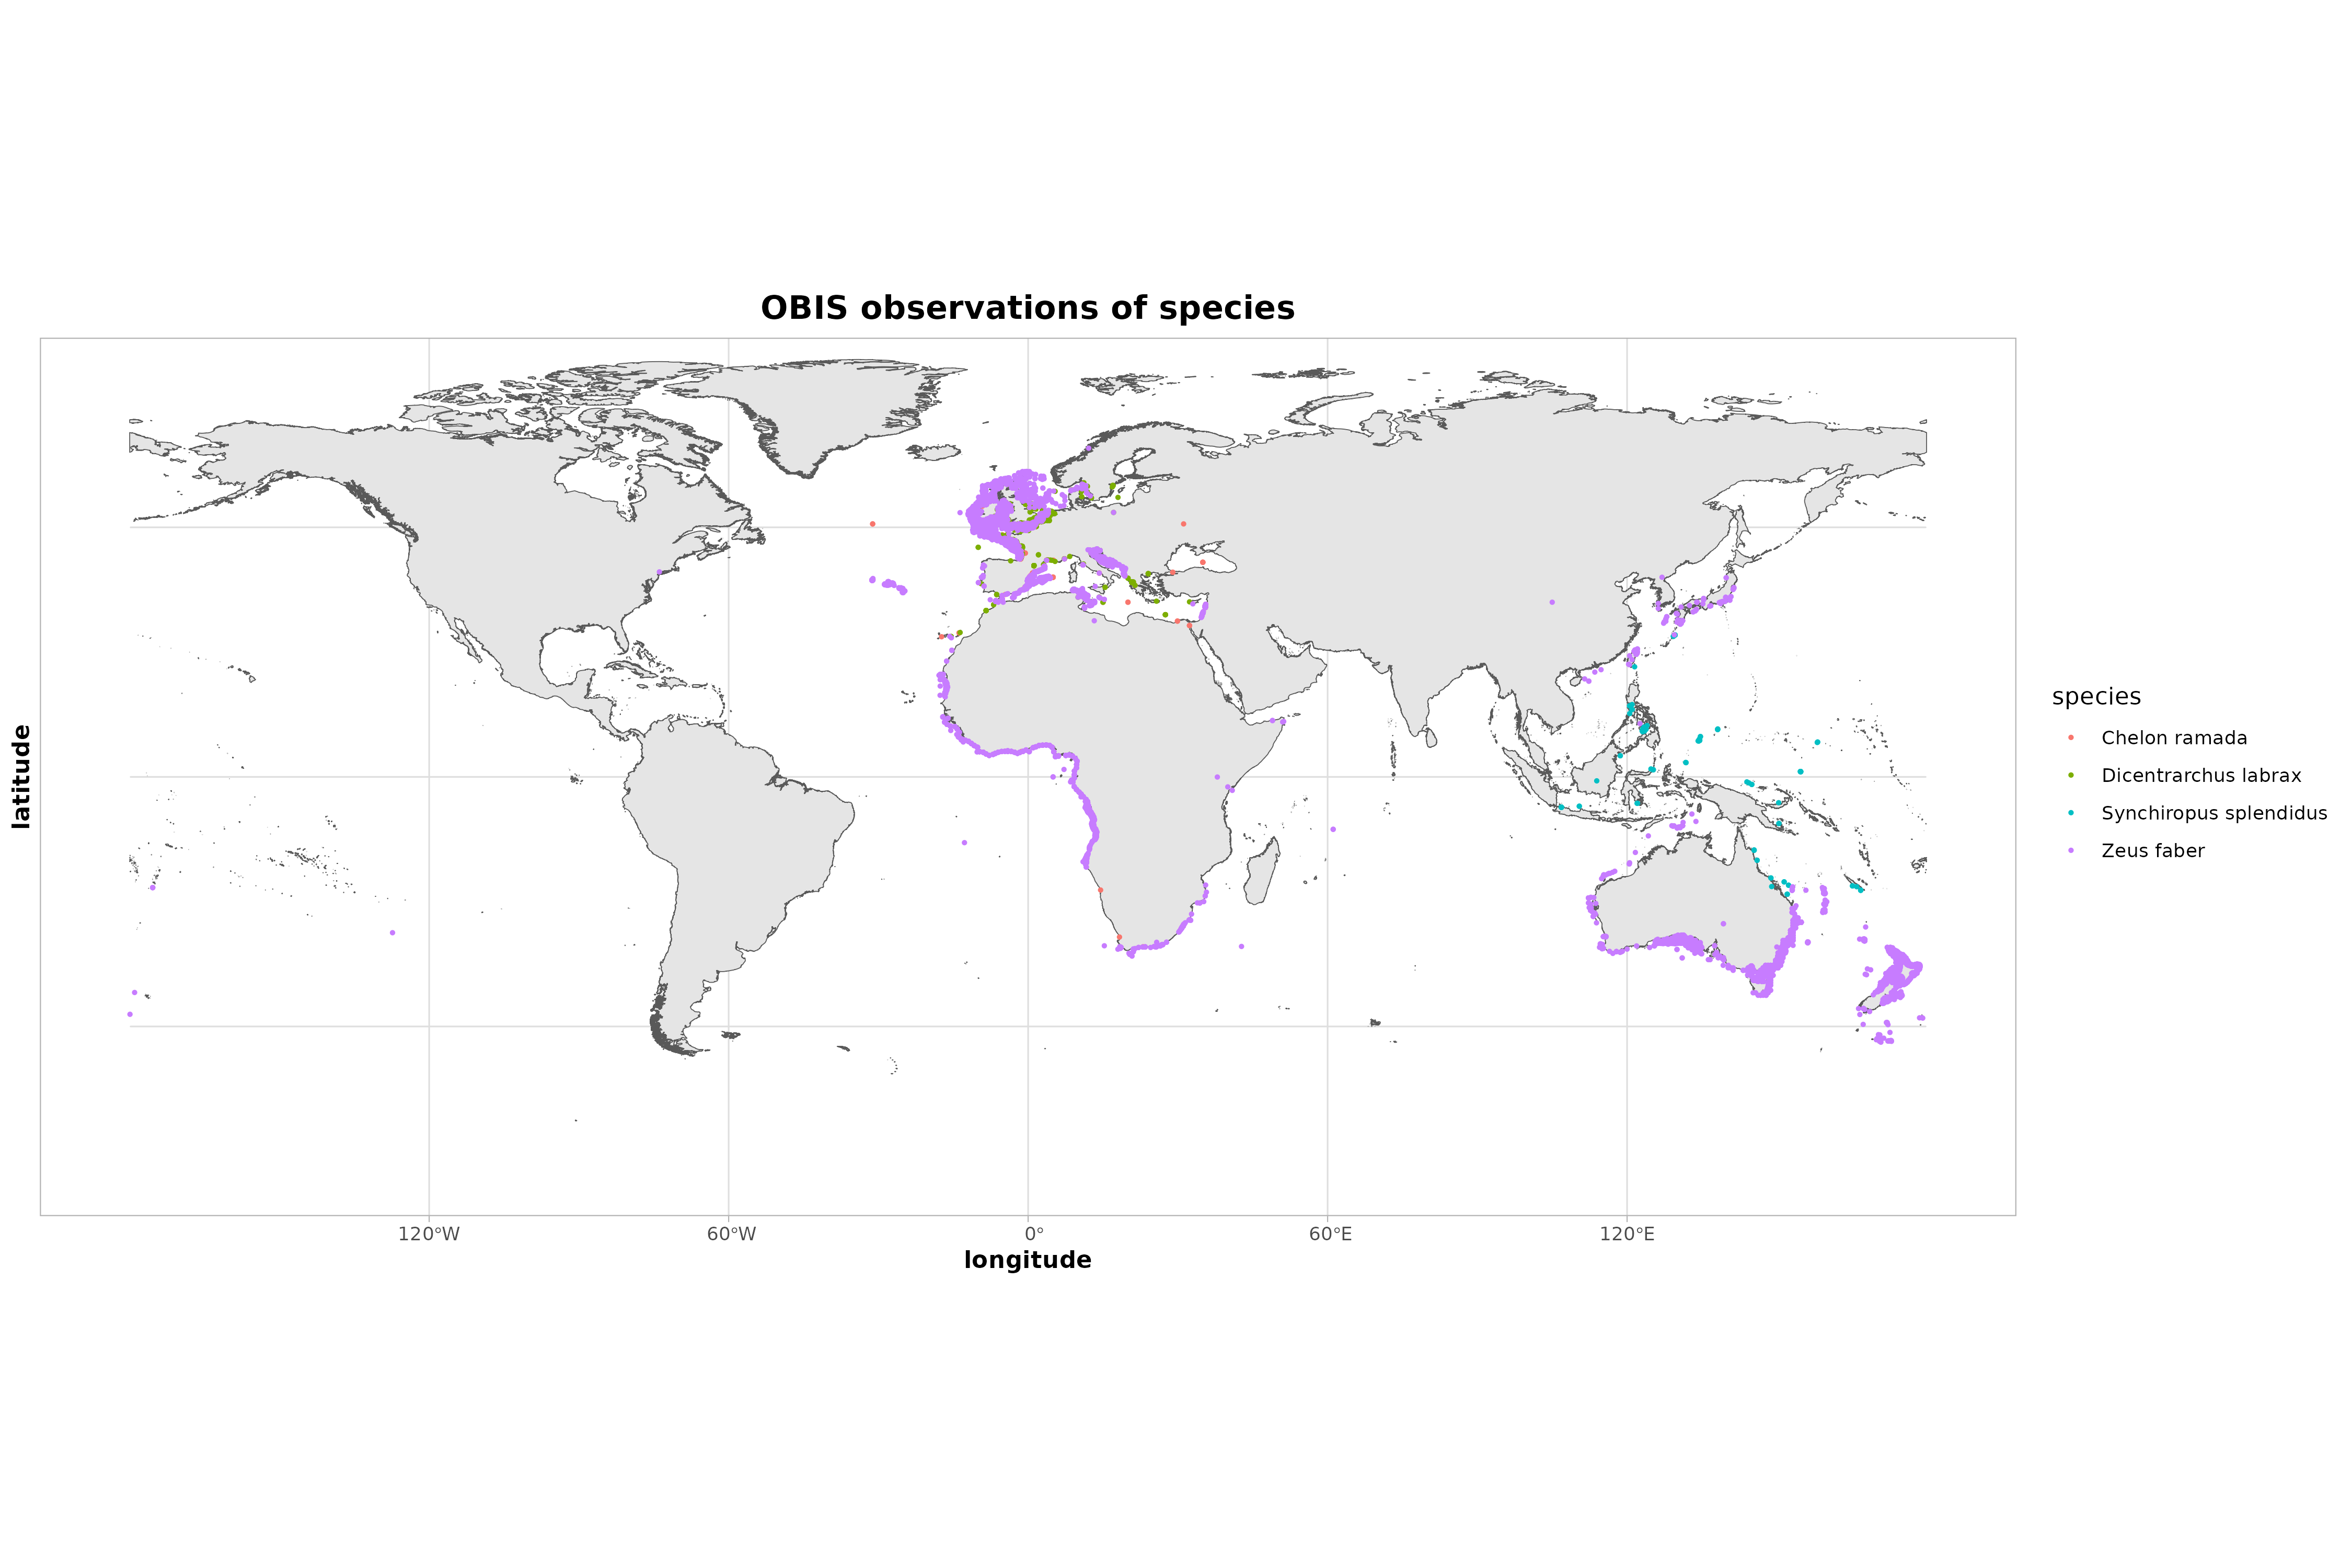 OBIS observations of species
latitude
species
Chelon ramada
Dicentrarchus labrax
Synchiropus splendidus
Zeus faber
120°W
60°W
0°
60°E
120°E
longitude